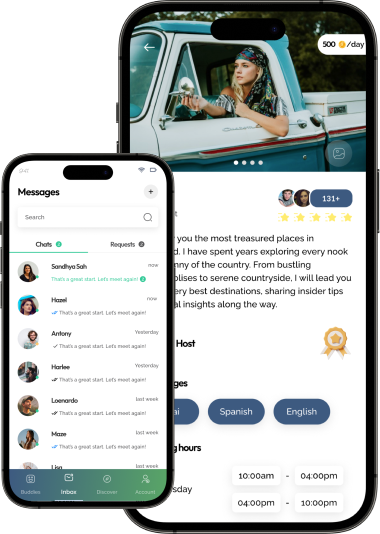 500 /day
131+
t
you the most treasured places in
d. I have spent years exploring every nook
nny of the country. From bustling
polises to serene countryside, I will lead you
ery best destinations, sharing insider tips
al insights along the way.
Host
ges
ai
Spanish
English
g hours
sday
10:00am - 04:00pm
04:00pm - 10:00pm
Messages
+
Search
Chats
Requests
Sandhya Sah
now
That's a great start. Let's meet again!
Hazel
now
That's a great start. Let's meet again!
Antony
Yesterday
That's a great start. Let's meet again!
Harlee
Yesterday
That's a great start. Let's meet again!
Loenardo
last week
That's a great start. Let's meet again!
Maze
last week
That's a great start. Let's meet again!
Lisa
last week
Buddies
Inbox
Discover
Account